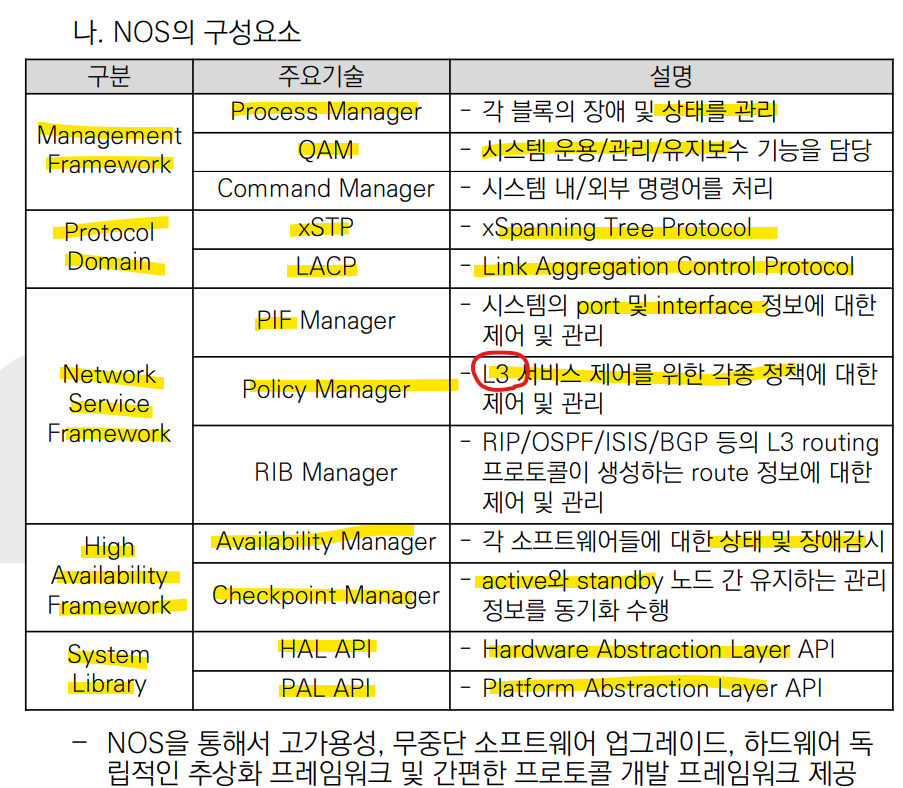 나. NOS의 구성요소
구분 주요기술 설명
Management
Framework
Process Manager - 각 블록의 장애 및 상태를 관리
QAM - 시스템 운용/관리/유지보수 기능을 담당
Command Manager - 시스템 내/외부 명령어를 처리
Protocol
Domain
xSTP - xSpanning Tree Protocol
LACP - Link Aggregation Control Protocol
Network
Service
Framework
PIF Manager - 시스템의 port 및 interface 정보에 대한
제어 및 관리
Policy Manager - L3 서비스 제어를 위한 각종 정책에 대한
제어 및 관리
RIB Manager - RIP/OSPF/ISIS/BGP 등의 L3 routing
프로토콜이 생성하는 route 정보에 대한
제어 및 관리
High
Availability
Framework
Availability Manager - 각 소프트웨어들에 대한 상태 및 장애감시
Checkpoint Manager - active와 standby 노드 간 유지하는 관리
정보를 동기화 수행
System
Library
HAL API - Hardware Abstraction Layer API
PAL API - Platform Abstraction Layer API
- NOS을 통해서 고가용성, 무중단 소프트웨어 업그레이드, 하드웨어 독
립적인 추상화 프레임워크 및 간편한 프로토콜 개발 프레임워크 제공